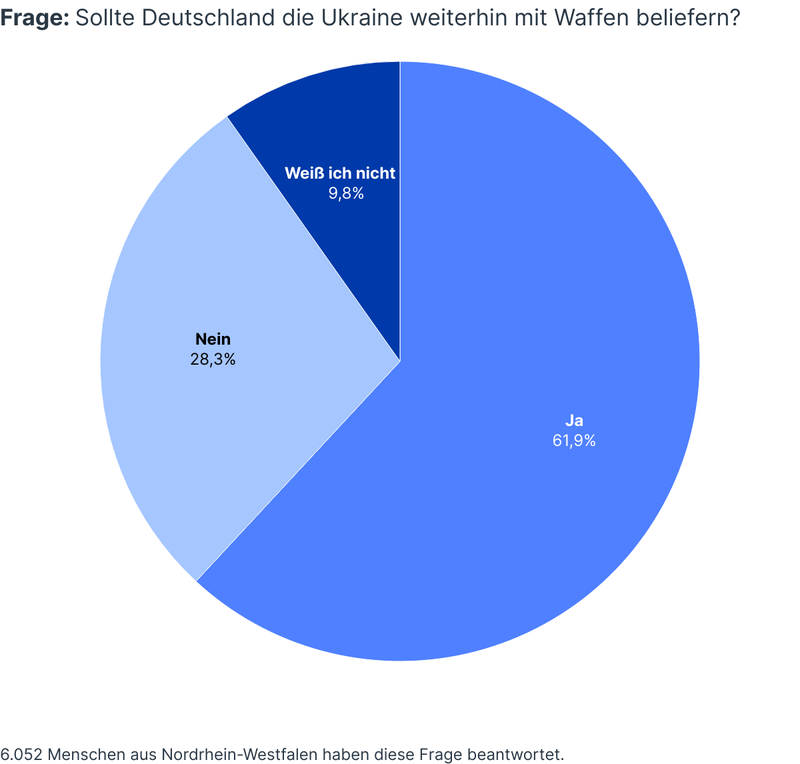 Frage: Sollte Deutschland die Ukraine weiterhin mit Waffen beliefern?
Weiß ich nicht
9,8%
Nein
28,3%
Ja
61,9%
6.052 Menschen aus Nordrhein-Westfalen haben diese Frage beantwortet.